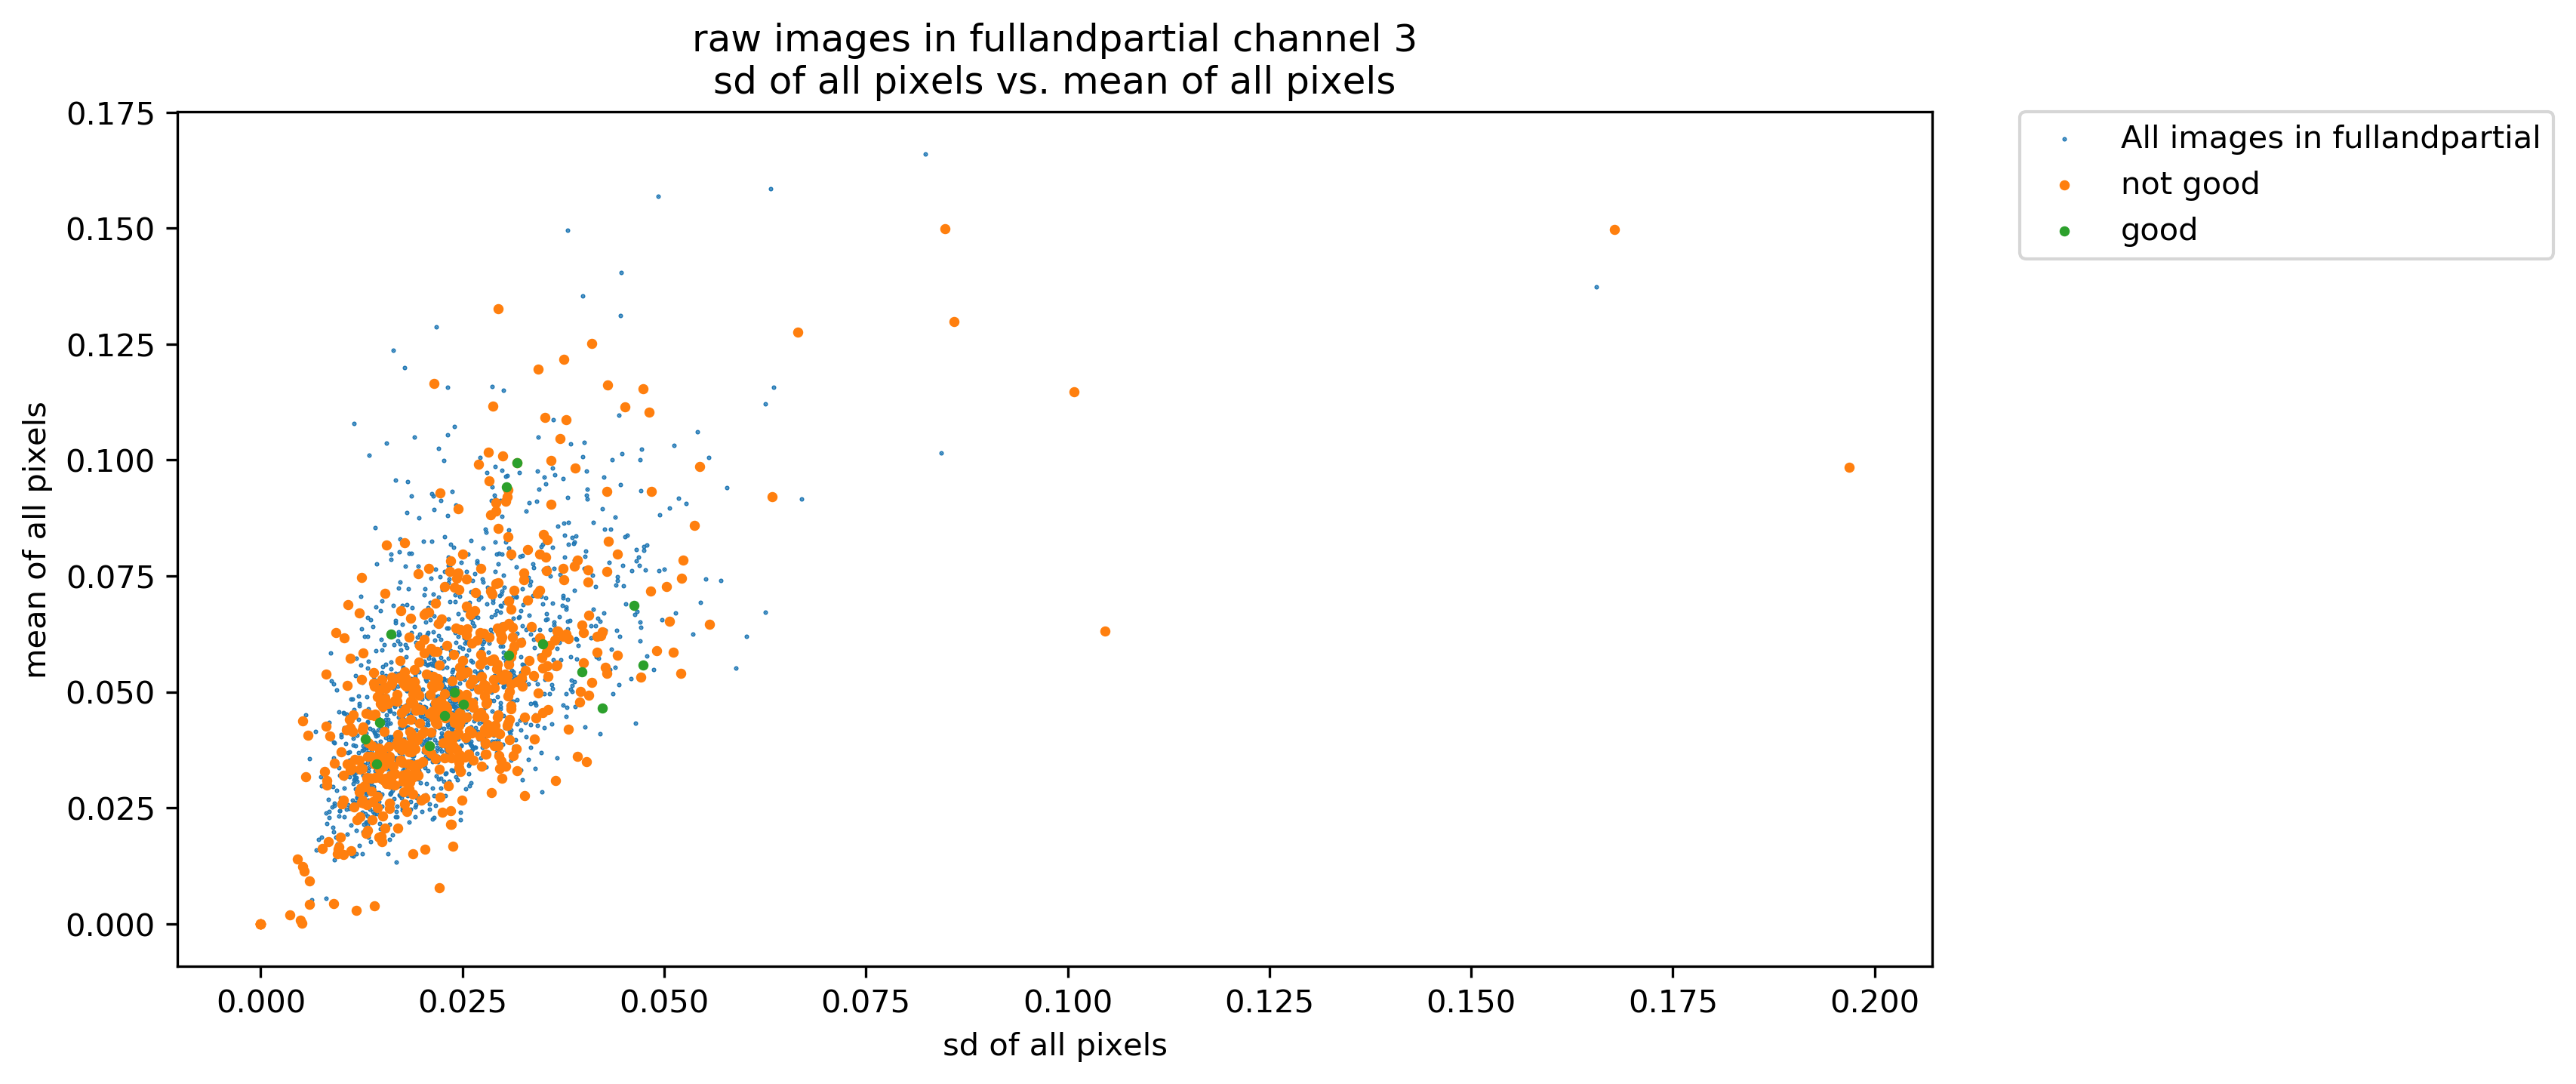 raw images in fullandpartial channel 3
sd of all pixels vs. mean of all pixels
0.175
0.150
0.125
0.100
0.075
0.050
0.025
0.000
mean of all pixels
0.000 0.025 0.050 0.075 0.100 0.125 0.150 0.175 0.200
sd of all pixels
All images in fullandpartial
not good
good